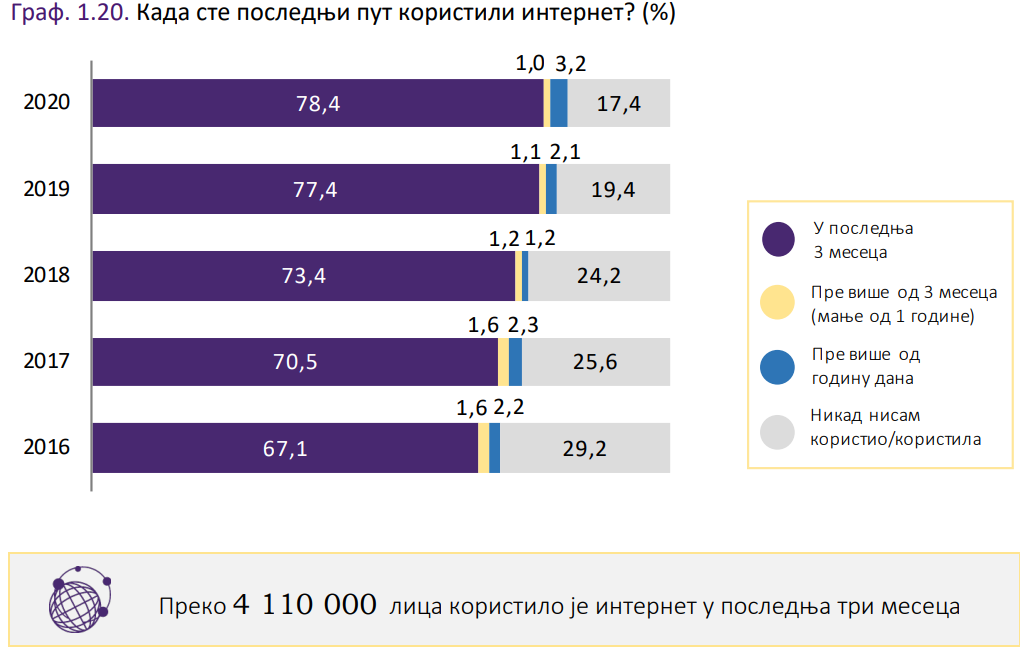 Граф. 1.20. Када сте последњи пут користили интернет? (%)
1,0 3,2
2020 78,4 17,4
1,1 2,1
2019 77,4 19,4
1,2 1,2
2018 73,4 24,2
1,6 2,3
2017 70,5 25,6
1,6 2,2
2016 67,1 29,2
У последња
3 месеца
Пре више од 3 месеца
(мање од 1 године)
Пре више од
годину дана
Никад нисам
користио/користила
Преко 4 110 000 лица користило је интернет у последња три месеца